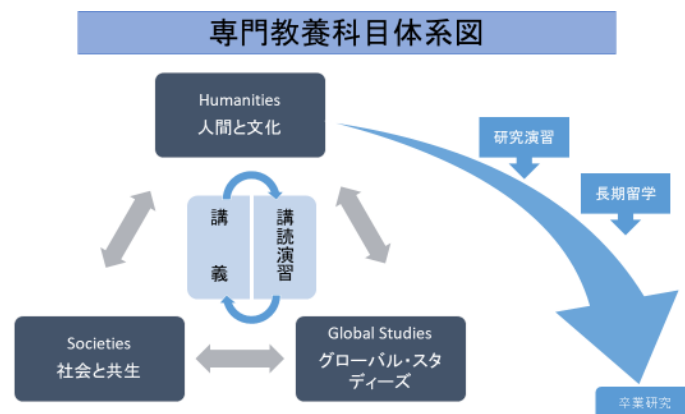 専門教養科目体系図
Humanities
人間と文化
研究演習
長期留学
講義
講読演習
Societies
社会と共生
Global Studies
グローバル・スタ
ディーズ
卒業研究